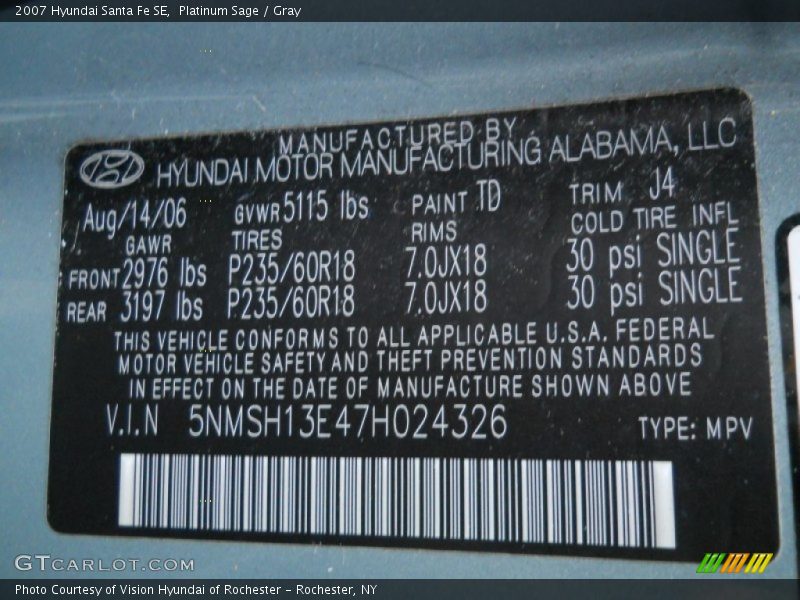 2007 Hyundai Santa Fe SE, Platinum Sage / Gray
MANUFACTURED BY
HYUNDAI MOTOR MANUFACTURING ALABAMA, LLC
Aug/14/06 GVWR 5115 lbs PAINT TD TRIM J4
GAWR TIRES RIMS COLD TIRE INFL
FRONT 2976 lbs P235/60R18 7.0JX18 30 psi SINGLE
REAR 3197 lbs P235/60R18 7.0JX18 30 psi SINGLE
THIS VEHICLE CONFORMS TO ALL APPLICABLE U.S.A. FEDERAL
MOTOR VEHICLE SAFETY AND THEFT PREVENTION STANDARDS
IN EFFECT ON THE DATE OF MANUFACTURE SHOWN ABOVE
V.I.N 5NMSH13E47H024326 TYPE: MPV
GTCARLOT.COM
Photo Courtesy of Vision Hyundai of Rochester – Rochester, NY